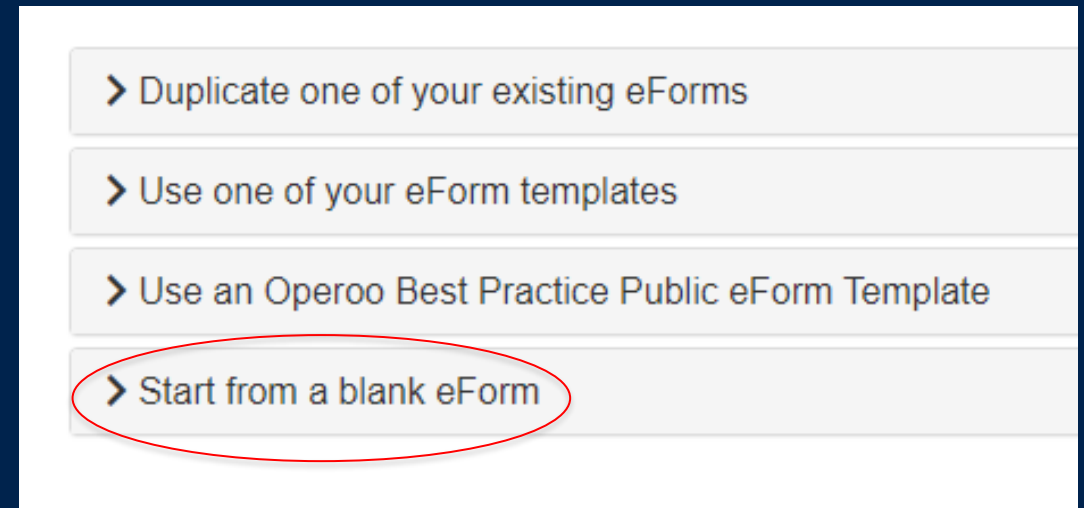 Duplicate one of your existing eForms
Use one of your eForm templates
Use an Operoo Best Practice Public eForm Template
Start from a blank eForm